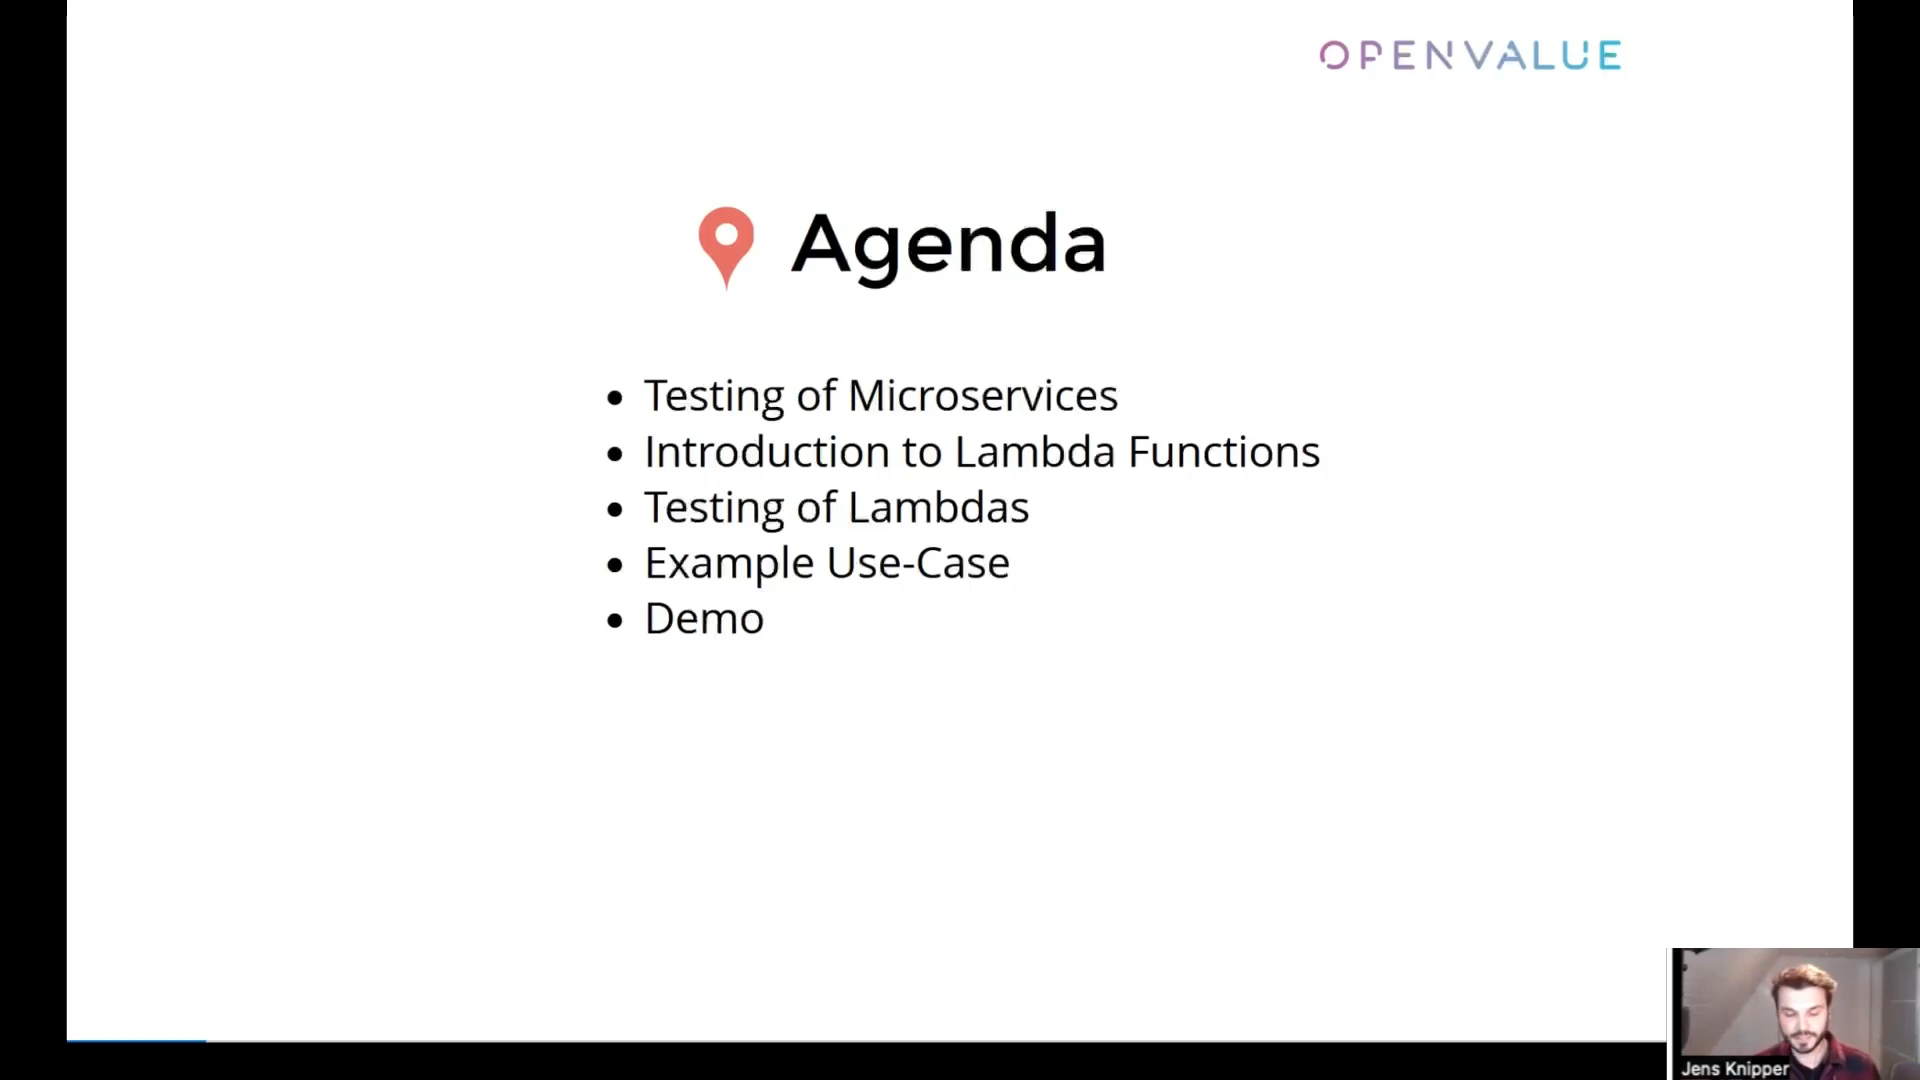 OPENVALUE
Agenda
Testing of Microservices
Introduction to Lambda Functions
Testing of Lambdas
Example Use-Case
Demo
Jens Knipper